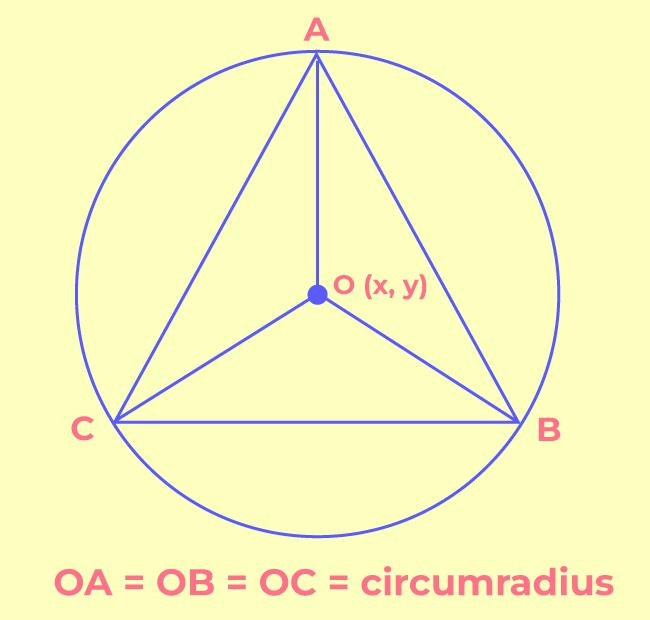 A
O (x, y)
C
B
OA = OB = OC = circumradius